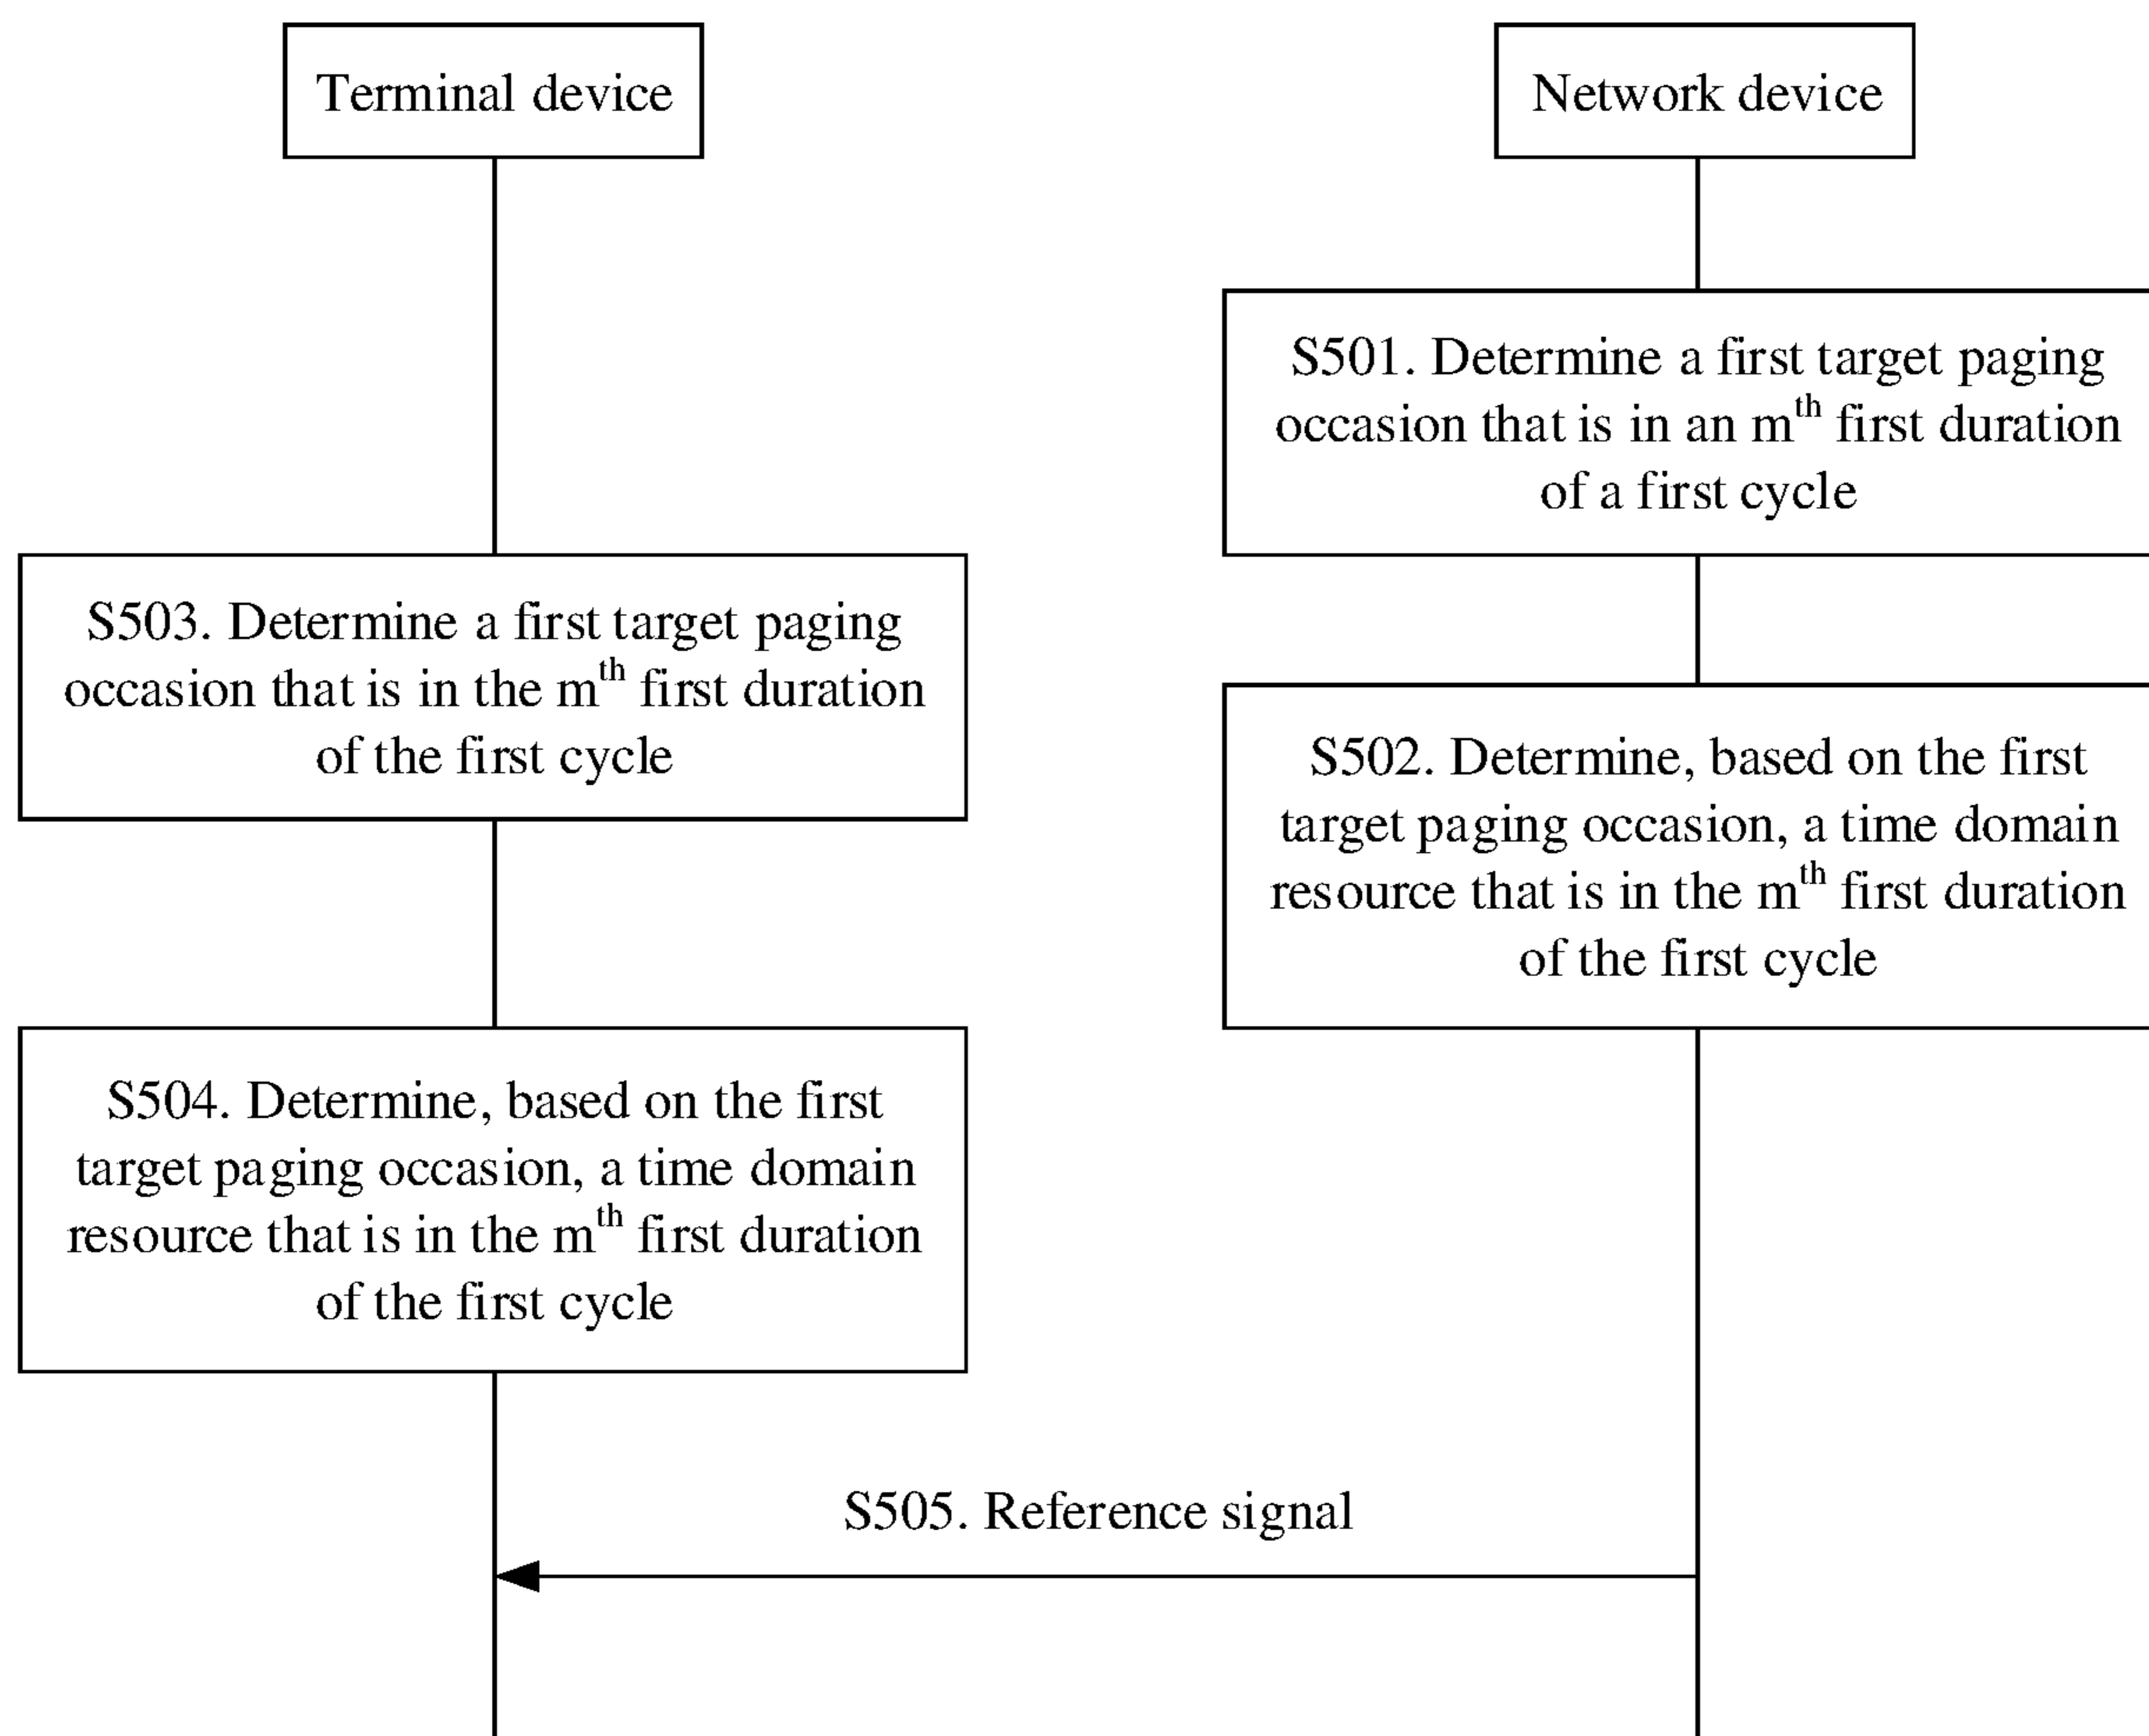 Terminal device
Network device
S501. Determine a first target paging
occasion that is in an mth first duration
of a first cycle
S503. Determine a first target paging
occasion that is in the mth first duration
of the first cycle
S502. Determine, based on the first
target paging occasion, a time domain
resource that is in the mth first duration
of the first cycle
S504. Determine, based on the first
target paging occasion, a time domain
resource that is in the mth first duration
of the first cycle
S505. Reference signal